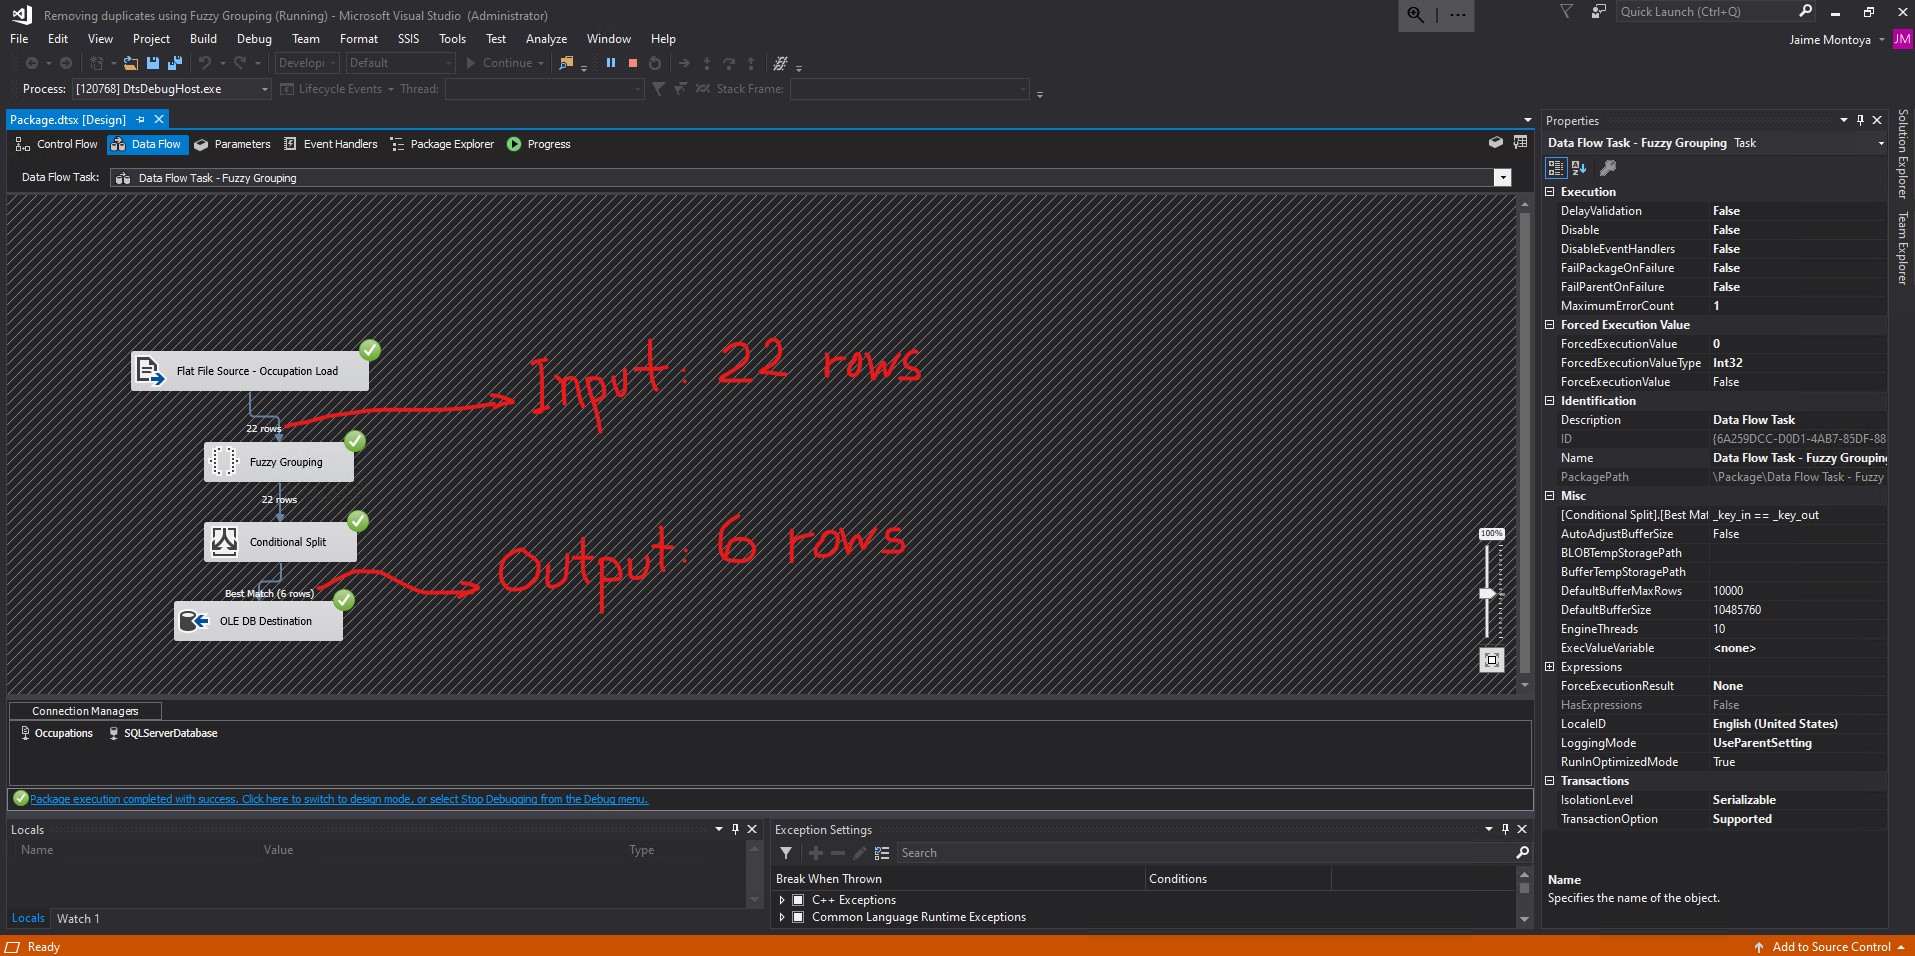 Removing duplicates using Fuzzy Grouping (Running) - Microsoft Visual Studio (Administrator)
Quick Launch (Ctrl+Q)
File Edit View Project Build Debug Team Format SSIS Tools Test Analyze Window Help
Jaime Montoya JM
Develop Default Continue
Process: [120768] DtsDebugHost.exe Lifecycle Events Thread: Stack Frame:
Package.dtsx [Design]
Control Flow Data Flow Parameters Event Handlers Package Explorer Progress
Data Flow Task: Data Flow Task - Fuzzy Grouping
Flat File Source - Occupation Load
22 rows
Input: 22 rows
Fuzzy Grouping
22 rows
Conditional Split
Output: 6 rows
Best Match (6 rows)
OLE DB Destination
100%
Connection Managers
Occupations SQLServerDatabase
Package execution completed with success. Click here to switch to design mode, or select Stop Debugging from the Debug menu.
Locals
Name Value Type
Locals Watch 1
Exception Settings
Search
Break When Thrown Conditions
C++ Exceptions
Common Language Runtime Exceptions
Properties
Data Flow Task - Fuzzy Grouping Task
Execution
DelayValidation False
Disable False
DisableEventHandlers False
FailPackageOnFailure False
FailParentOnFailure False
MaximumErrorCount 1
Forced Execution Value
ForcedExecutionValue 0
ForcedExecutionValueType Int32
ForceExecutionValue False
Identification
Description Data Flow Task
ID {6A259DCC-D0D1-4AB7-85DF-88
Name Data Flow Task - Fuzzy Grouping
PackagePath \Package\Data Flow Task - Fuzzy
Misc
[Conditional Split].[Best Mat _key_in == _key_out
AutoAdjustBufferSize False
BLOBTempStoragePath
BufferTempStoragePath
DefaultBufferMaxRows 10000
DefaultBufferSize 10485760
EngineThreads 10
ExecValueVariable <none>
Expressions
ForceExecutionResult None
HasExpressions False
LocaleID English (United States)
LoggingMode UseParentSetting
RunInOptimizedMode True
Transactions
IsolationLevel Serializable
TransactionOption Supported
Name
Specifies the name of the object.
Solution Explorer
Team Explorer
Ready
Add to Source Control